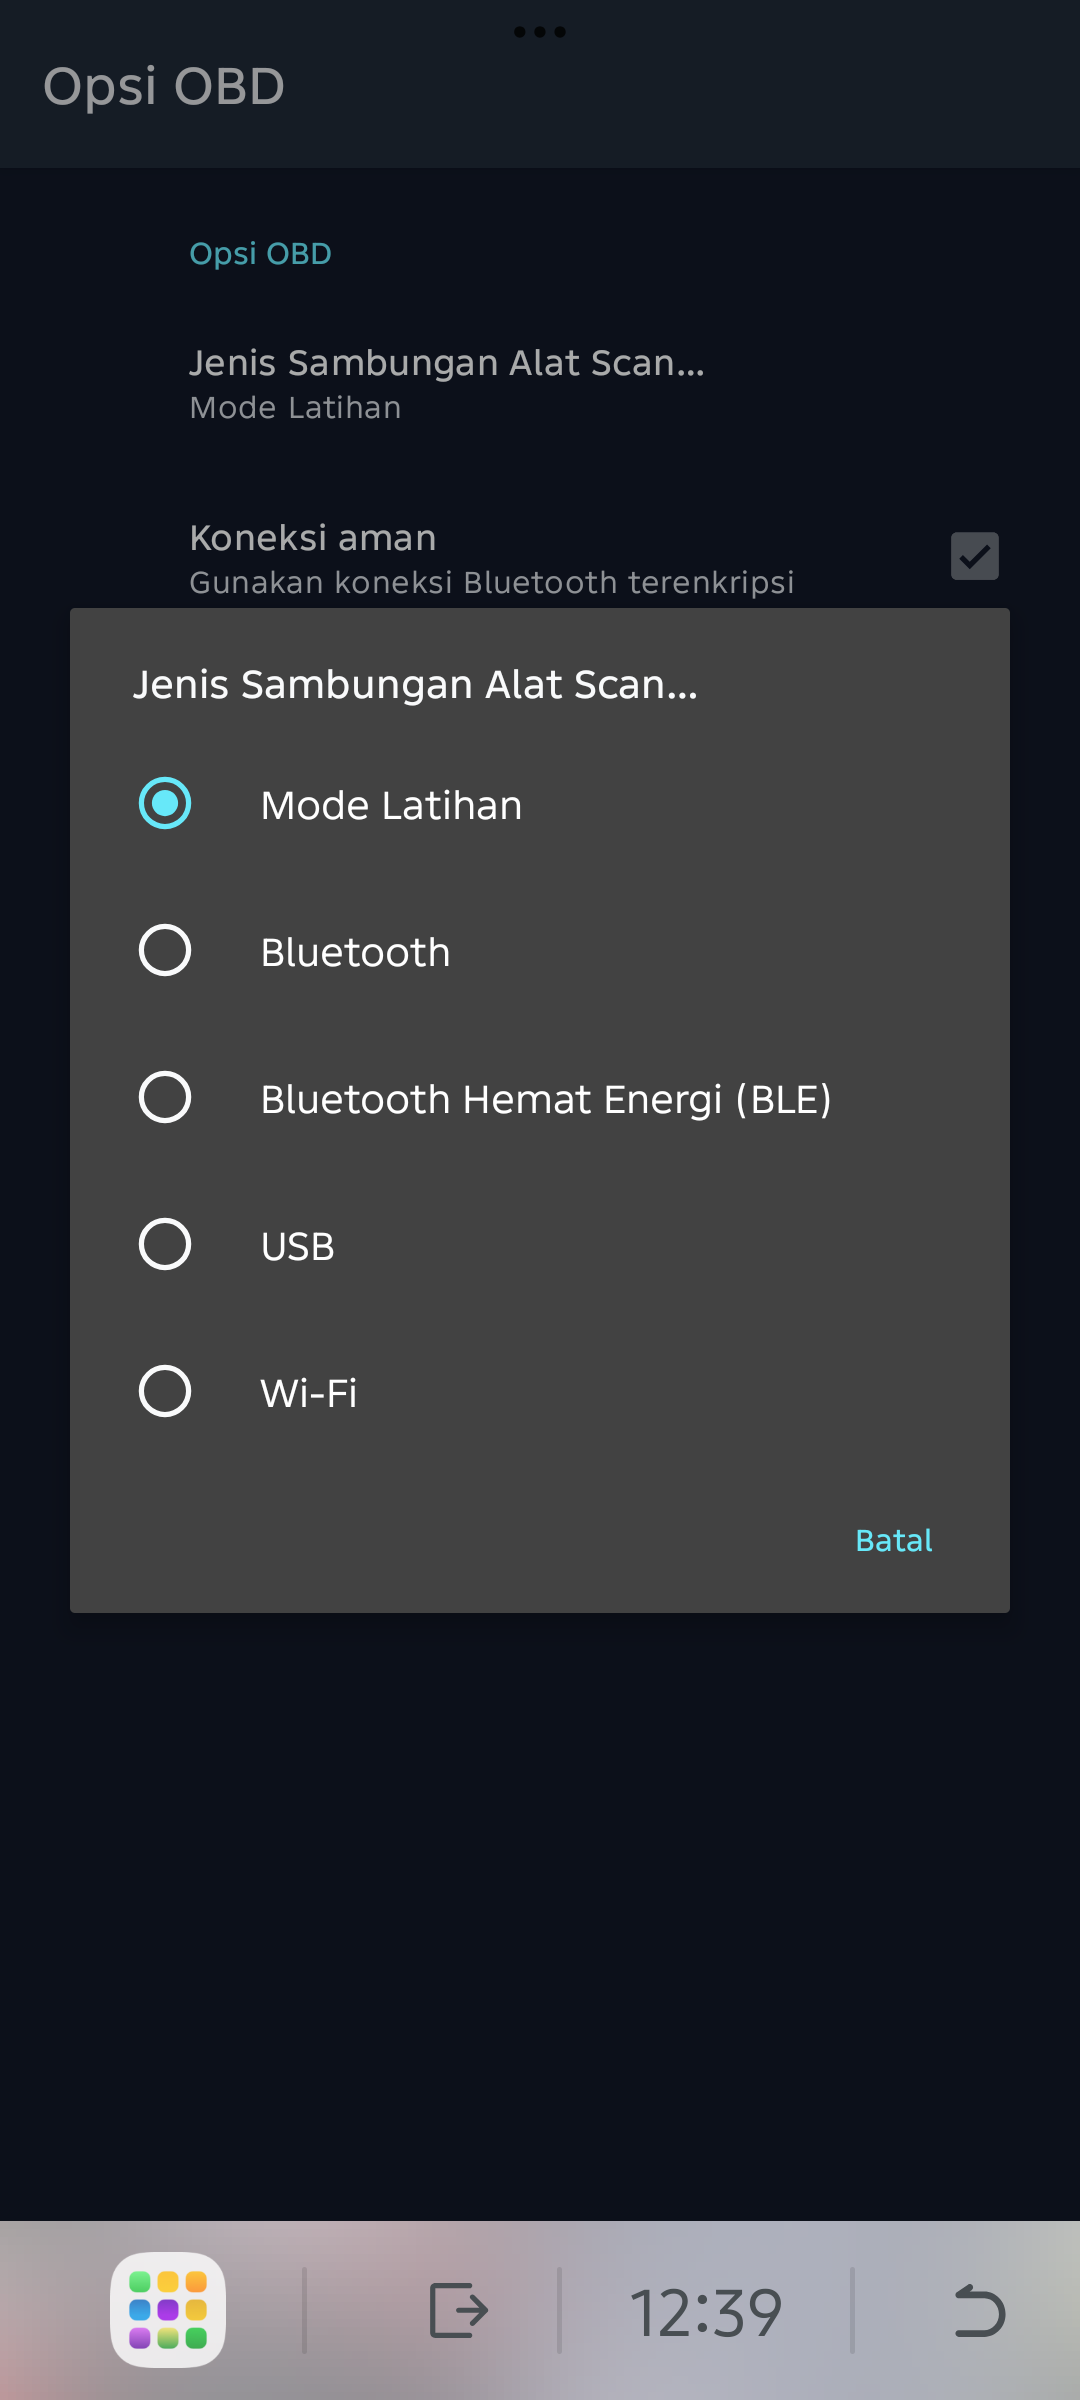 Opsi OBD
Opsi OBD
Jenis Sambungan Alat Scan...
Mode Latihan
Koneksi aman
Gunakan koneksi Bluetooth terenkripsi
Jenis Sambungan Alat Scan...
Mode Latihan
Bluetooth
Bluetooth Hemat Energi (BLE)
USB
Wi-Fi
Batal
12:39